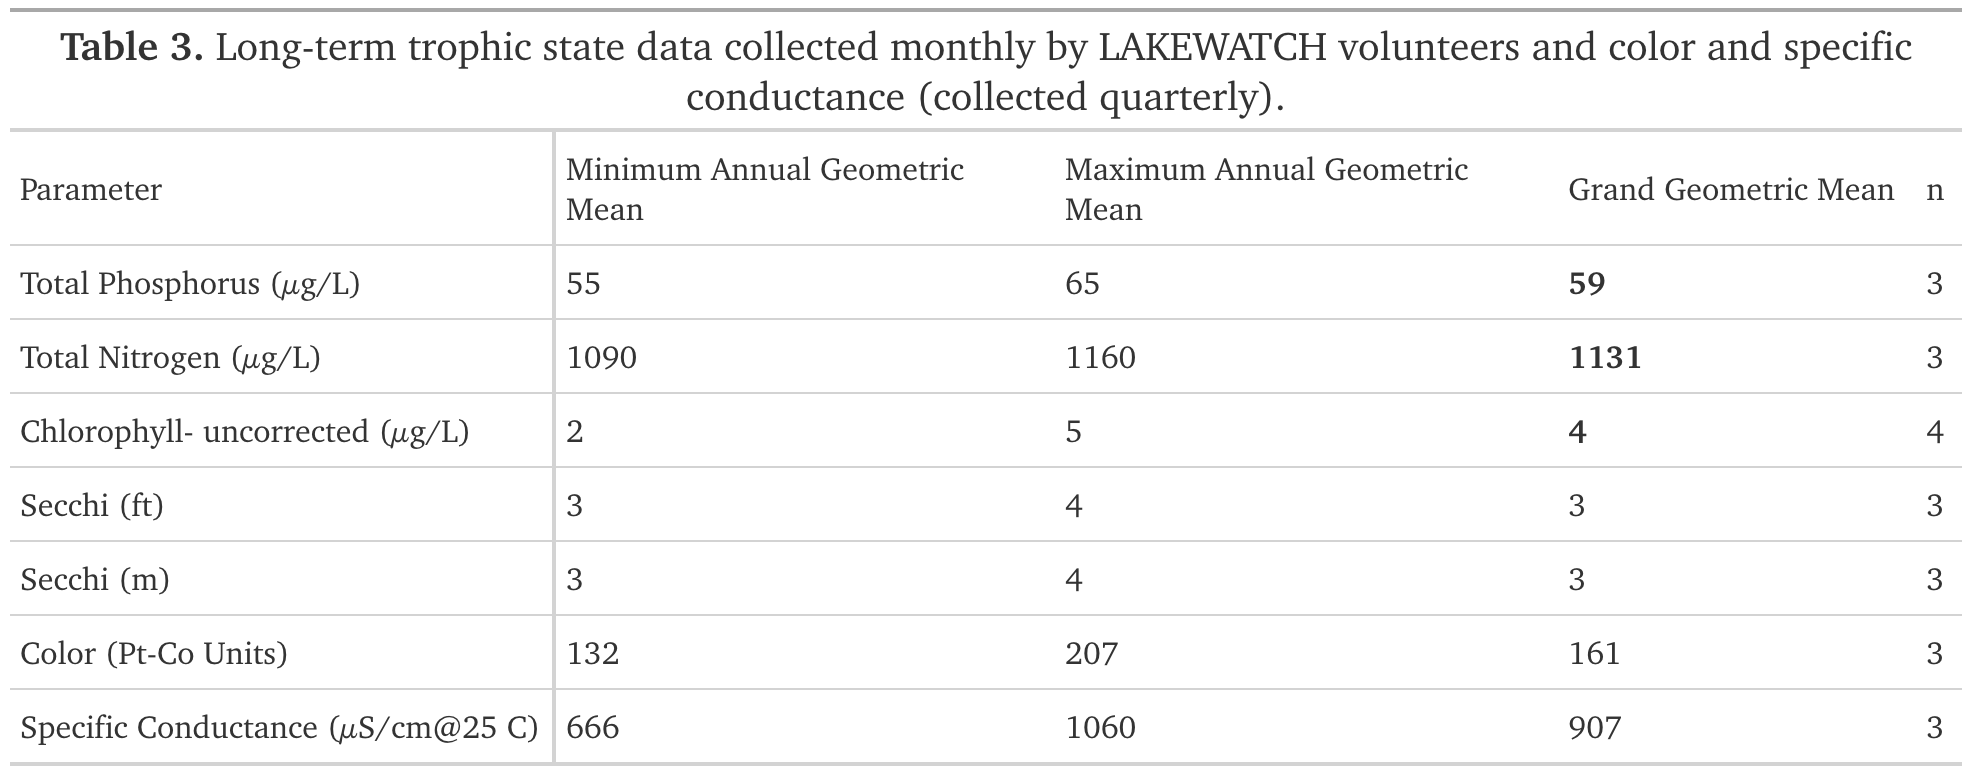 Table 3. Long-term trophic state data collected monthly by LAKEWATCH volunteers and color and specific
conductance (collected quarterly).
Parameter Minimum Annual Geometric Mean Maximum Annual Geometric Mean Grand Geometric Mean n
Total Phosphorus (µg/L) 55 65 59 3
Total Nitrogen (µg/L) 1090 1160 1131 3
Chlorophyll- uncorrected (µg/L) 2 5 4 4
Secchi (ft) 3 4 3 3
Secchi (m) 3 4 3 3
Color (Pt-Co Units) 132 207 161 3
Specific Conductance (µS/cm@25 C) 666 1060 907 3